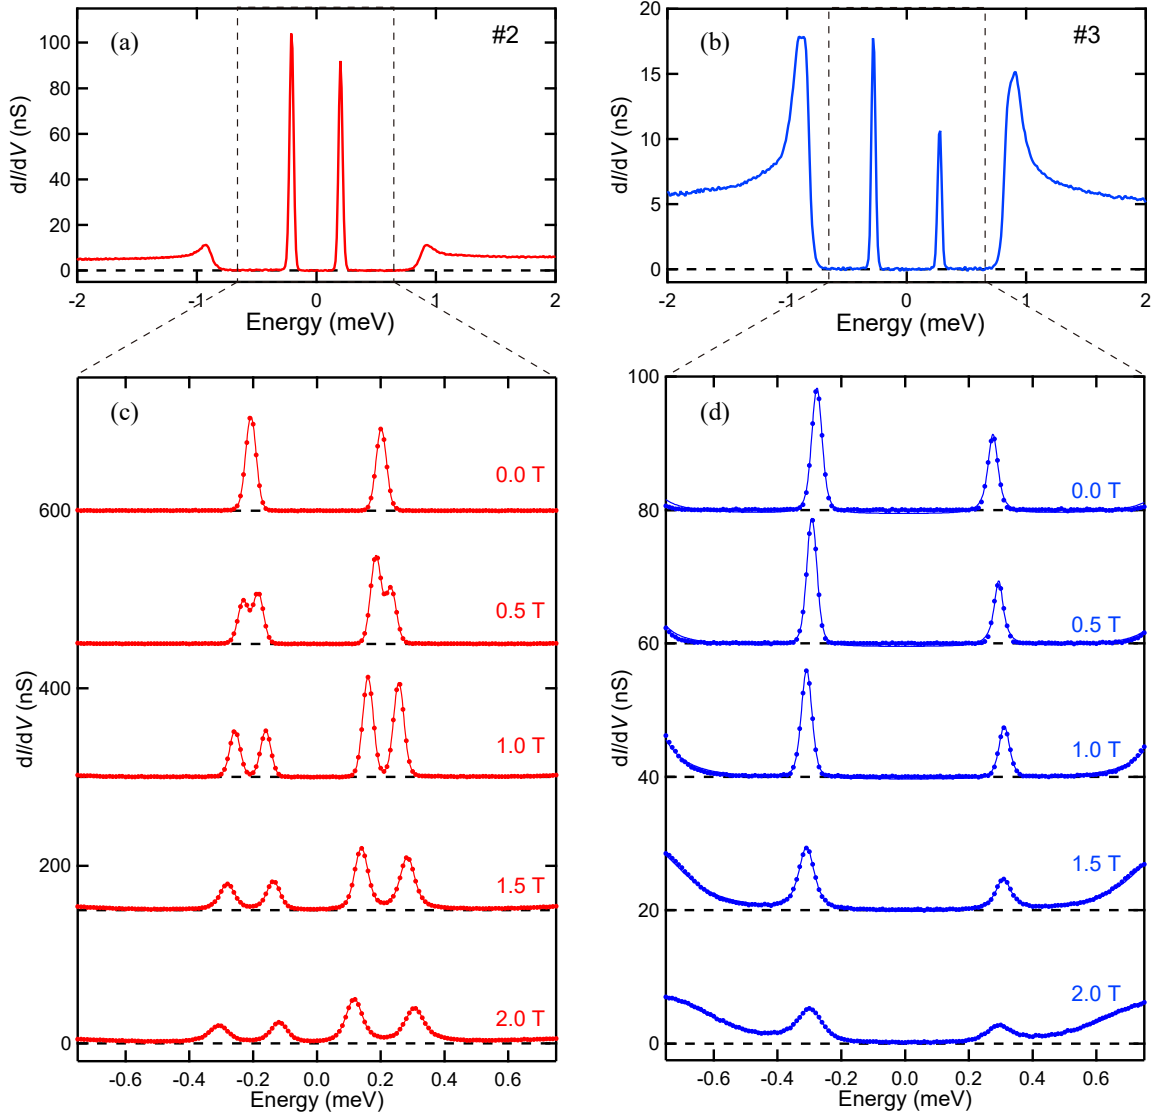 (a)
#2
100
80
60
40
20
0
dI/dV (nS)
-2
-1
0
1
2
Energy (meV)
(b)
#3
20
15
10
5
0
dI/dV (nS)
-2
-1
0
1
2
Energy (meV)
(c)
0.0 T
600
0.5 T
400
1.0 T
200
1.5 T
2.0 T
0
dI/dV (nS)
-0.6
-0.4
-0.2
0.0
0.2
0.4
0.6
Energy (meV)
(d)
100
0.0 T
80
0.5 T
60
1.0 T
40
1.5 T
20
2.0 T
0
dI/dV (nS)
-0.6
-0.4
-0.2
0.0
0.2
0.4
0.6
Energy (meV)